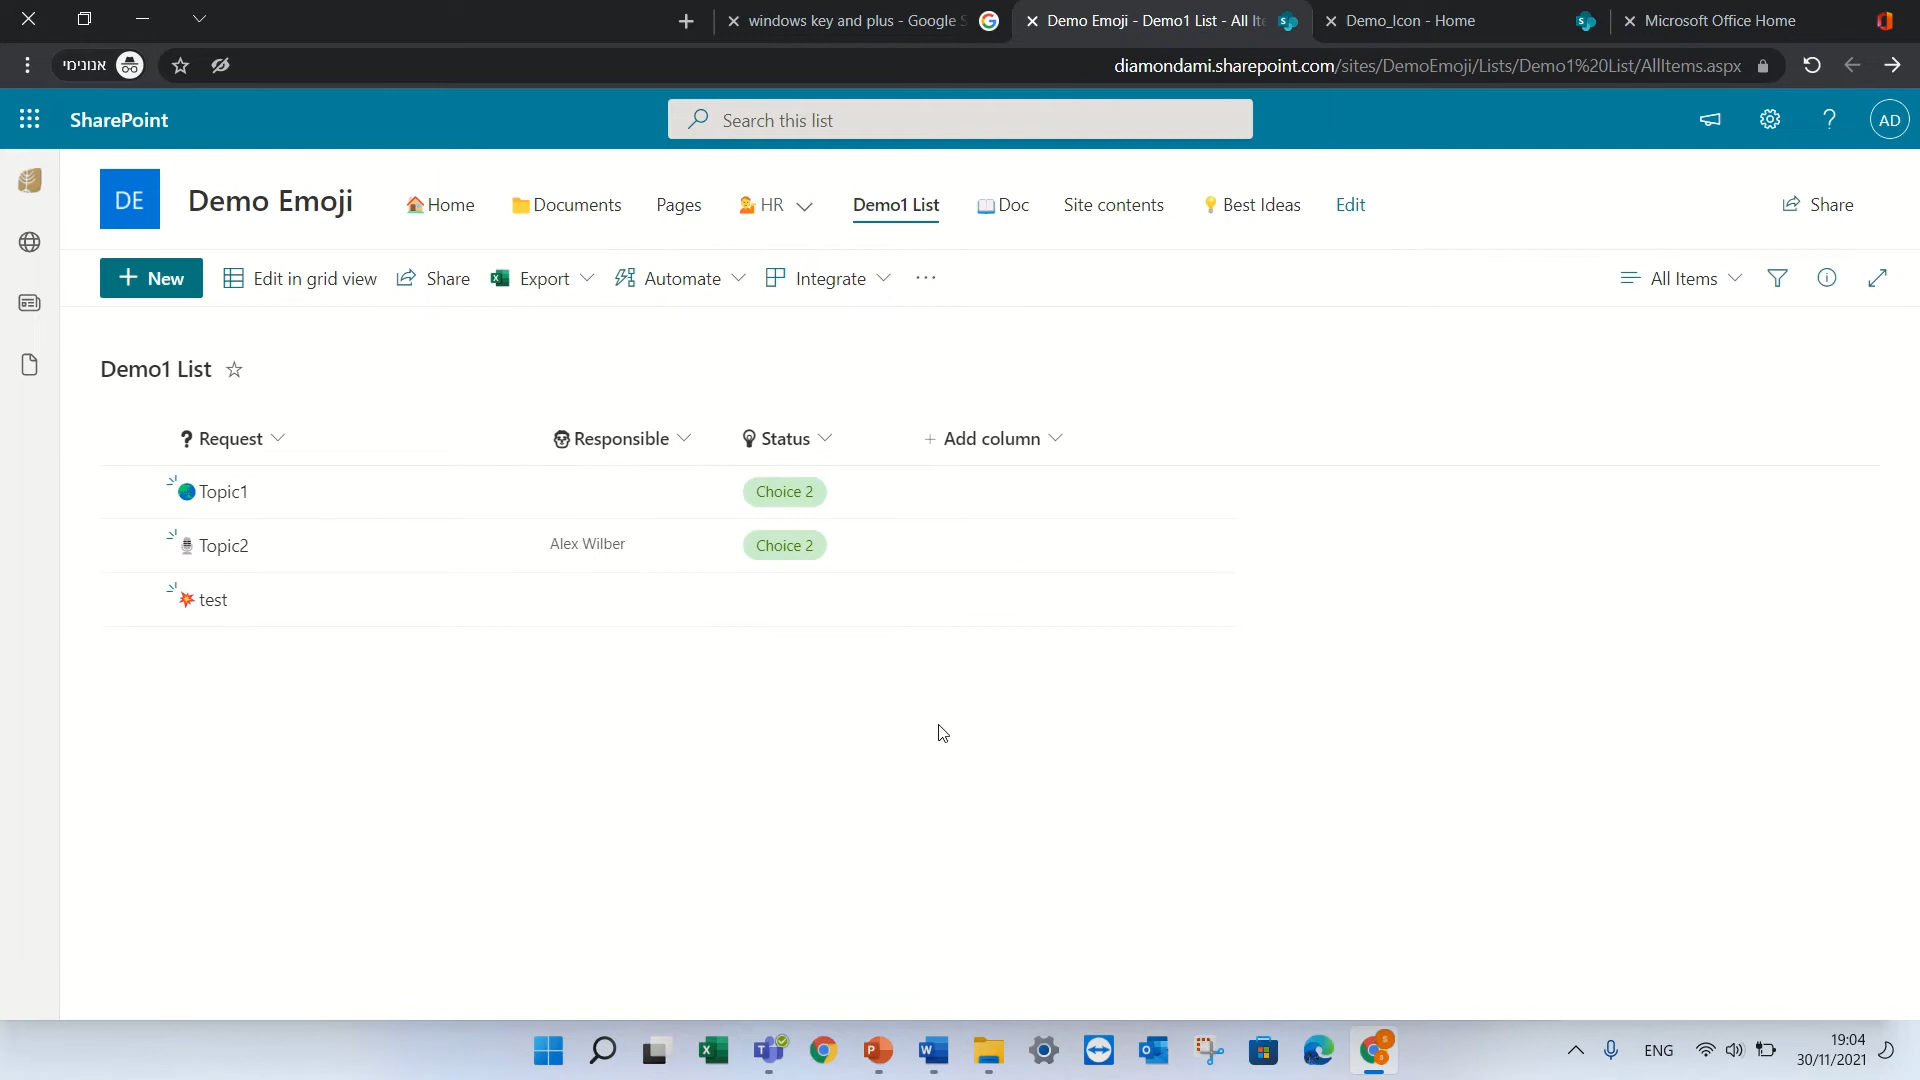 windows key and plus - Google S
Demo Emoji - Demo1 List - All Ite
Demo_Icon - Home
Microsoft Office Home
אנונימי
diamondami.sharepoint.com/sites/DemoEmoji/Lists/Demo1%20List/AllItems.aspx
SharePoint
Search this list
AD
DE
Demo Emoji
Home
Documents
Pages
HR
Demo1 List
Doc
Site contents
Best Ideas
Edit
Share
New
Edit in grid view
Share
Export
Automate
Integrate
All Items
Demo1 List
Request
Responsible
Status
Add column
Topic1
Choice 2
Topic2
Alex Wilber
Choice 2
test
ENG
19:04
30/11/2021